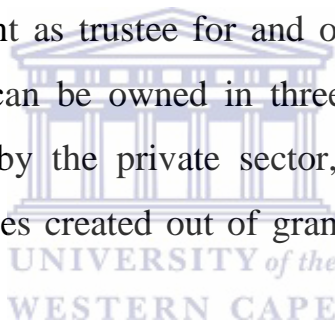 nt as trustee for and o
can be owned in three
by the private sector,
es created out of gran
UNIVERSITY of the
WESTERN CAPE